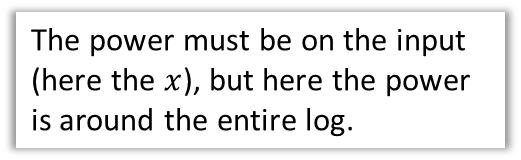 The power must be on the input
(here the 𝑥), but here the power
is around the entire log.